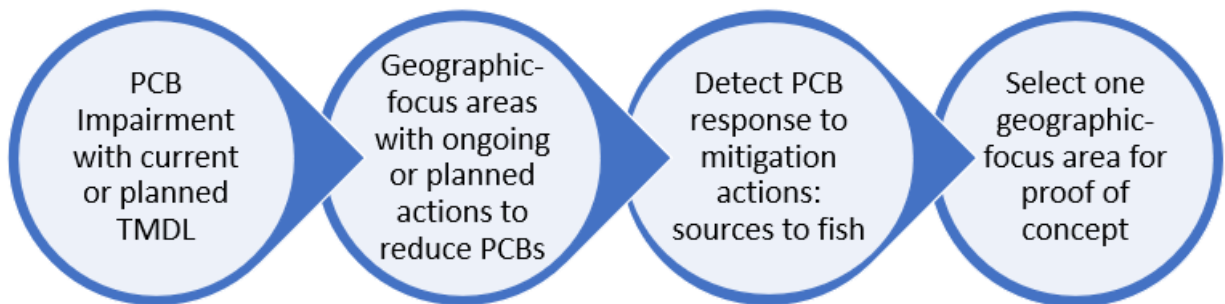 PCB
Impairment
with current
or planned
TMDL
Geographic-
focus areas
with ongoing
or planned
actions to
reduce PCBs
Detect PCB
response to
mitigation
actions:
sources to fish
Select one
geographic-
focus area for
proof of
concept